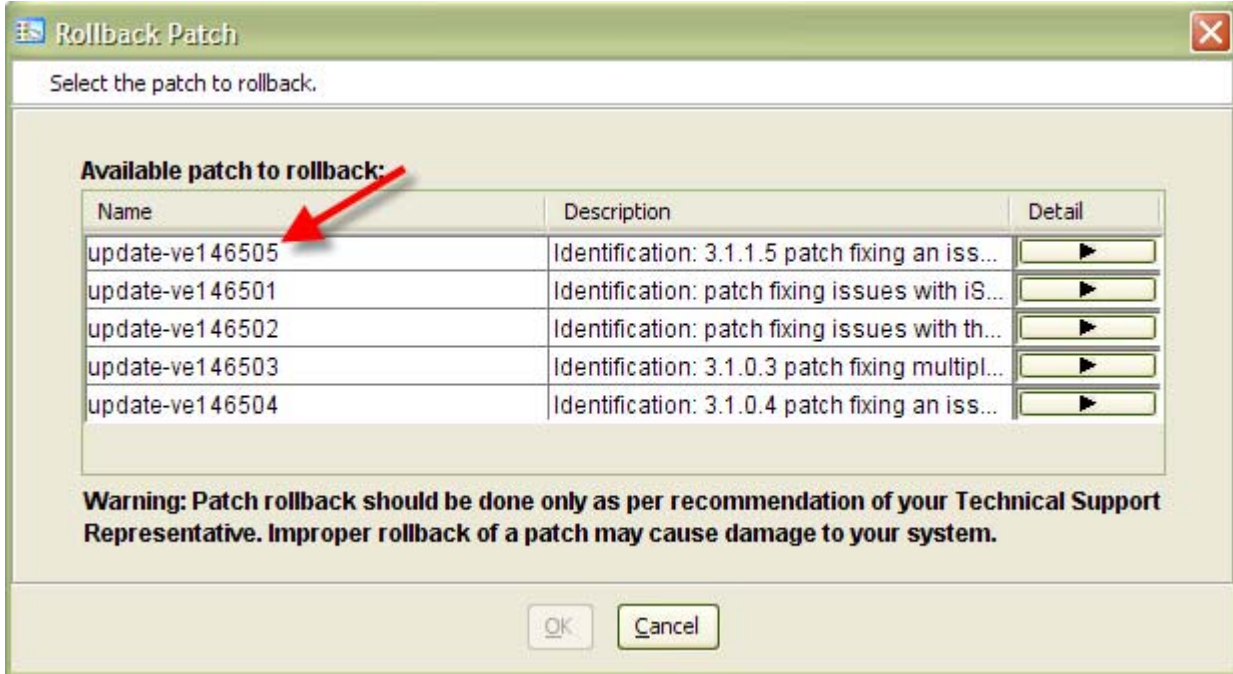 Rollback Patch
Select the patch to rollback.
Available patch to rollback:
Name Description Detail
update-ve146505 Identification: 3.1.1.5 patch fixing an iss...
update-ve146501 Identification: patch fixing issues with iS...
update-ve146502 Identification: patch fixing issues with th...
update-ve146503 Identification: 3.1.0.3 patch fixing multipl...
update-ve146504 Identification: 3.1.0.4 patch fixing an iss...
Warning: Patch rollback should be done only as per recommendation of your Technical Support
Representative. Improper rollback of a patch may cause damage to your system.
OK Cancel